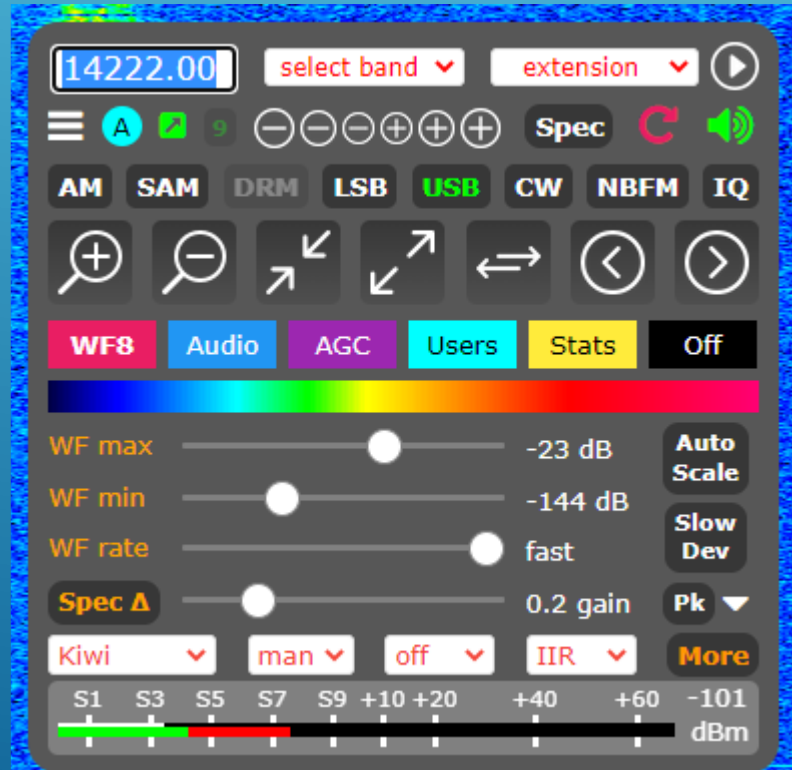 14222.00 select band extension
A 9 Spec
AM SAM DRM LSB USB CW NBFM IQ
WF8 Audio AGC Users Stats Off
WF max -23 dB Auto Scale
WF min -144 dB
WF rate fast Slow Dev
Spec Δ 0.2 gain Pk
Kiwi man off IIR More
S1 S3 S5 S7 S9 +10 +20 +40 +60 -101
dBm